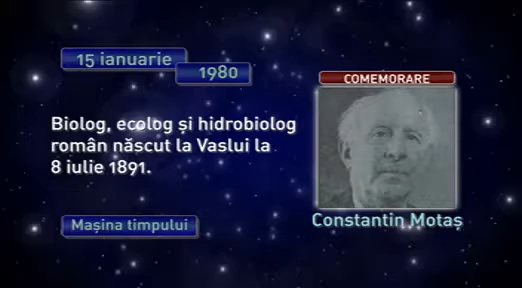 15 ianuarie
1980
COMEMORARE
Biolog, ecolog și hidrobiolog
român născut la Vaslui la
8 iulie 1891.
Constantin Motaș
Mașina timpului